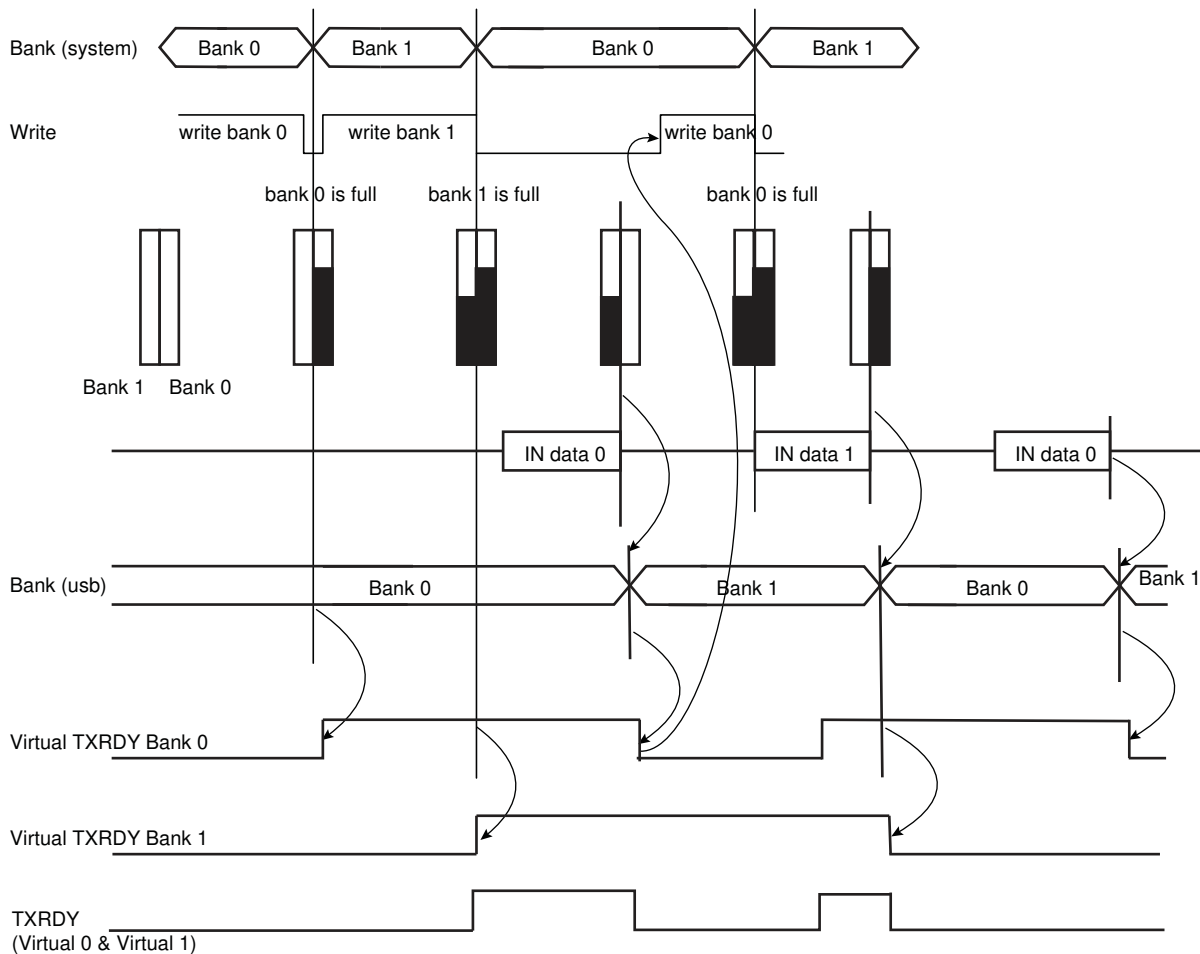 Bank (system)
Bank 0
Bank 1
Bank 0
Bank 1
Write
write bank 0
write bank 1
write bank 0
bank 0 is full
bank 1 is full
bank 0 is full
Bank 1
Bank 0
IN data 0
IN data 1
IN data 0
Bank (usb)
Bank 0
Bank 1
Bank 0
Bank 1
Virtual TXRDY Bank 0
Virtual TXRDY Bank 1
TXRDY
(Virtual 0 & Virtual 1)